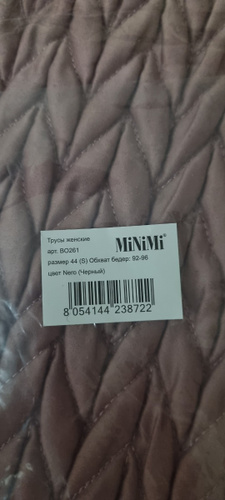 Трусы женские
MiNiMi®
арт. BO261
размер 44 (S) Обхват бедер: 92-96
цвет Nero (Черный)
8 054144 238722